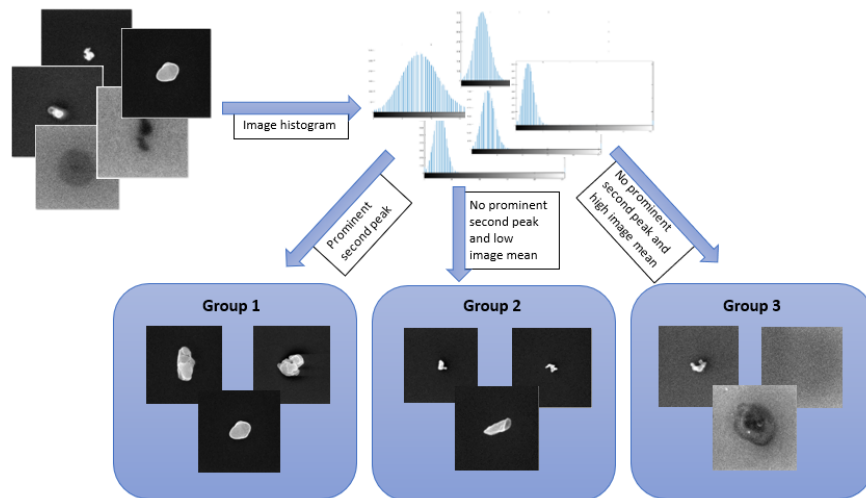 Image histogram
Prominent
second peak
No prominent
second peak
and low
image mean
No prominent
second peak and
high image mean
Group 1
Group 2
Group 3